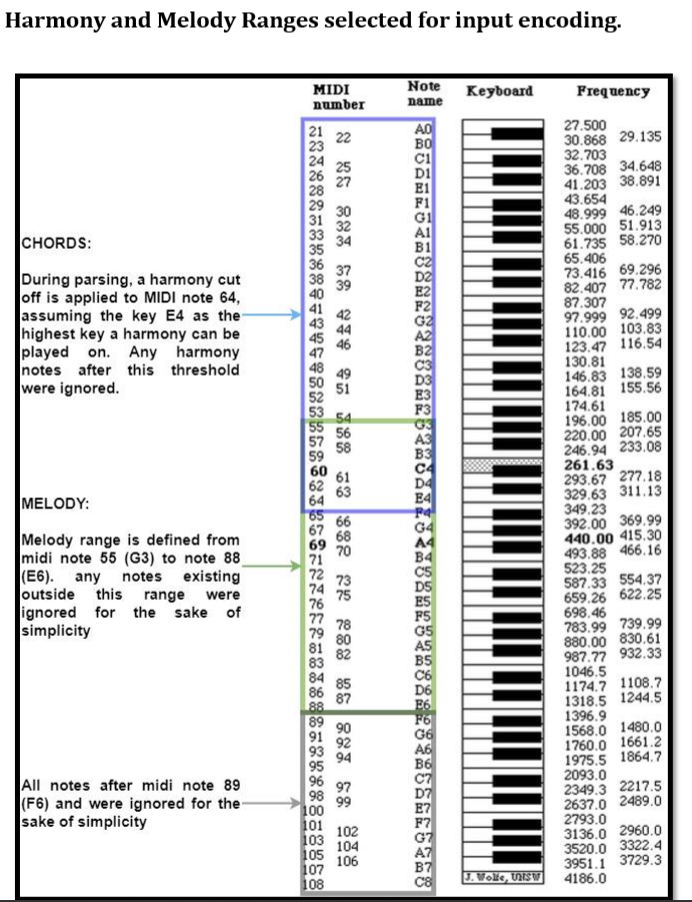 Harmony and Melody Ranges selected for input encoding.
CHORDS:
During parsing, a harmony cut
off is applied to MIDI note 64,
assuming the key E4 as the
highest key a harmony can be
played on. Any harmony
notes after this threshold
were ignored.
MELODY:
Melody range is defined from
midi note 55 (G3) to note 88
(E6). any notes existing
outside this range were
ignored for the sake of
simplicity
All notes after midi note 89
(F6) and were ignored for the
sake of simplicity
MIDI number Note name Keyboard Frequency
21 A0 27.500
22 29.135
23 B0 30.868
24 C1 32.703
25 34.648
26 D1 36.708
27 38.891
28 E1 41.203
29 F1 43.654
30 46.249
31 G1 48.999
32 51.913
33 A1 55.000
34 58.270
35 B1 61.735
36 C2 65.406
37 69.296
38 D2 73.416
39 77.782
40 E2 82.407
41 F2 87.307
42 92.499
43 G2 97.999
44 103.83
45 A2 110.00
46 116.54
47 B2 123.47
48 C3 130.81
49 138.59
50 D3 146.83
51 155.56
52 E3 164.81
53 F3 174.61
54 185.00
55 G3 196.00
56 207.65
57 A3 220.00
58 233.08
59 B3 246.94
60 C4 261.63
61 277.18
62 D4 293.67
63 311.13
64 E4 329.63
65 F4 349.23
66 369.99
67 G4 392.00
68 415.30
69 A4 440.00
70 466.16
71 B4 493.88
72 C5 523.25
73 554.37
74 D5 587.33
75 622.25
76 E5 659.26
77 F5 698.46
78 739.99
79 G5 783.99
80 830.61
81 A5 880.00
82 932.33
83 B5 987.77
84 C6 1046.5
85 1108.7
86 D6 1174.7
87 1244.5
88 E6 1318.5
89 F6 1396.9
90 1480.0
91 G6 1568.0
92 1661.2
93 A6 1760.0
94 1864.7
95 B6 1975.5
96 C7 2093.0
97 2217.5
98 D7 2349.3
99 2489.0
100 E7 2637.0
101 F7 2793.0
102 2960.0
103 G7 3136.0
104 3322.4
105 A7 3520.0
106 3729.3
107 B7 3951.1
108 C8 4186.0
J. Wolfe, UNSW